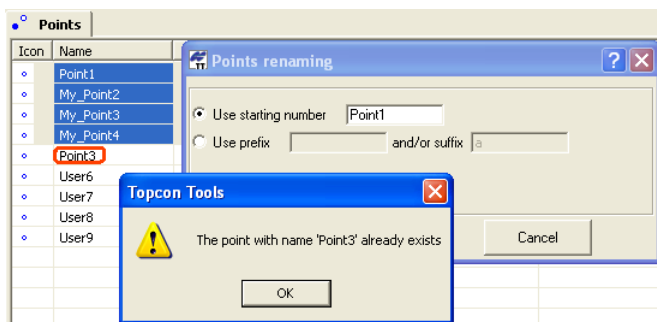 Points
Icon Name
Point1
My_Point2
My_Point3
My_Point4
Point3
User6
User7
User8
User9
Points renaming
Use starting number Point1
Use prefix and/or suffix a
Cancel
Topcon Tools
The point with name 'Point3' already exists
OK